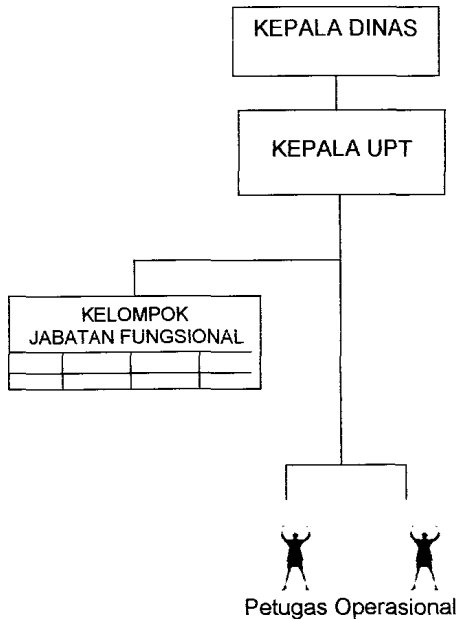 KEPALA DINAS
KEPALA UPT
KELOMPOK
JABATAN FUNGSIONAL
Petugas Operasional